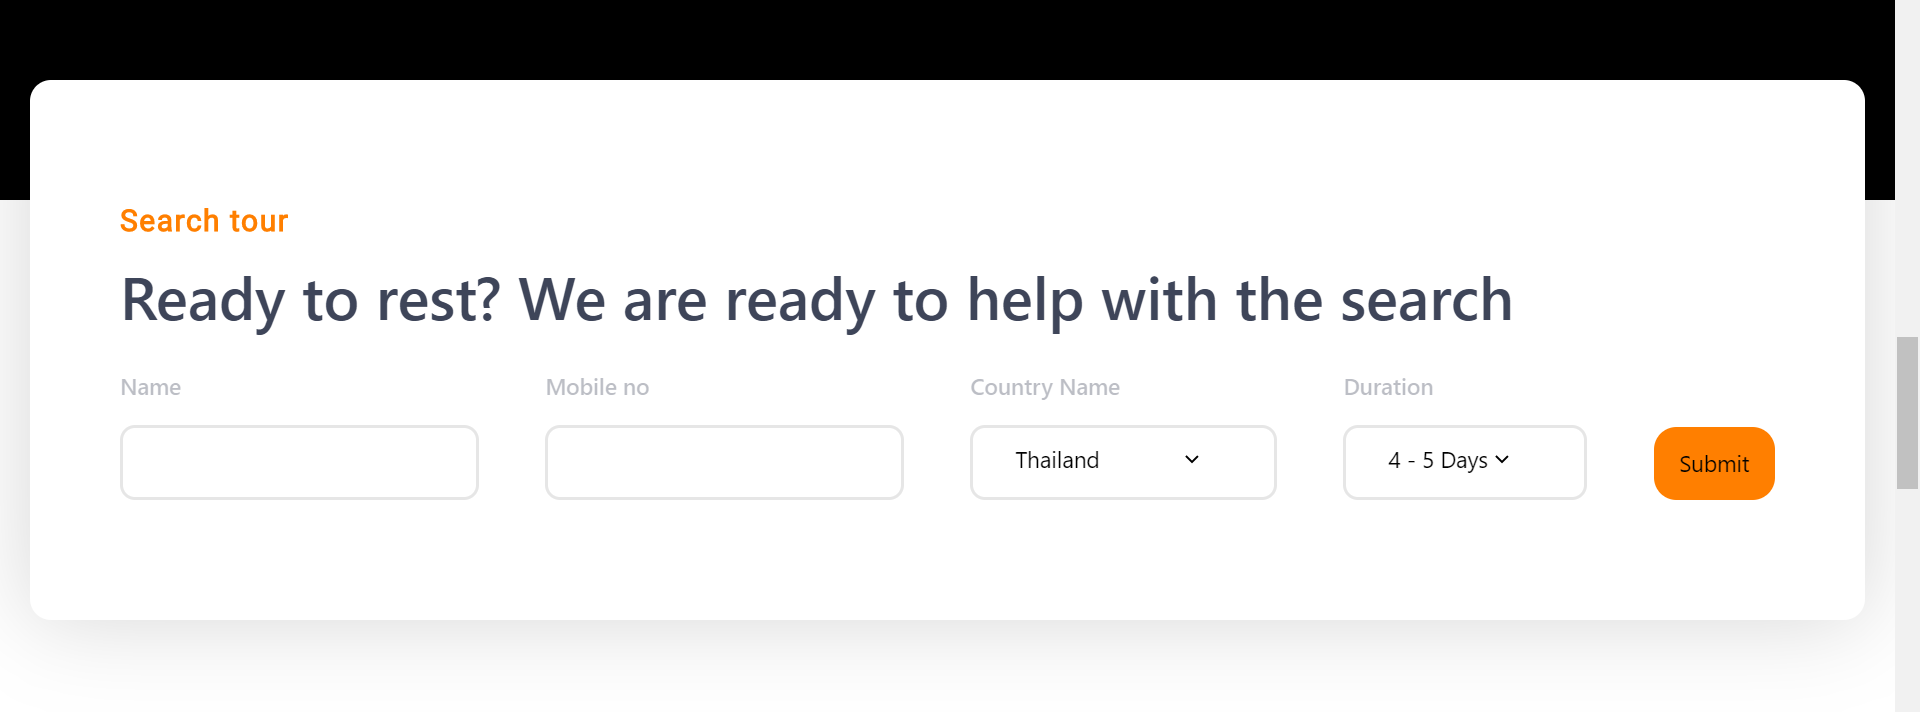 Search tour
Ready to rest? We are ready to help with the search
Name
Mobile no
Country Name
Duration
Thailand
4 - 5 Days
Submit